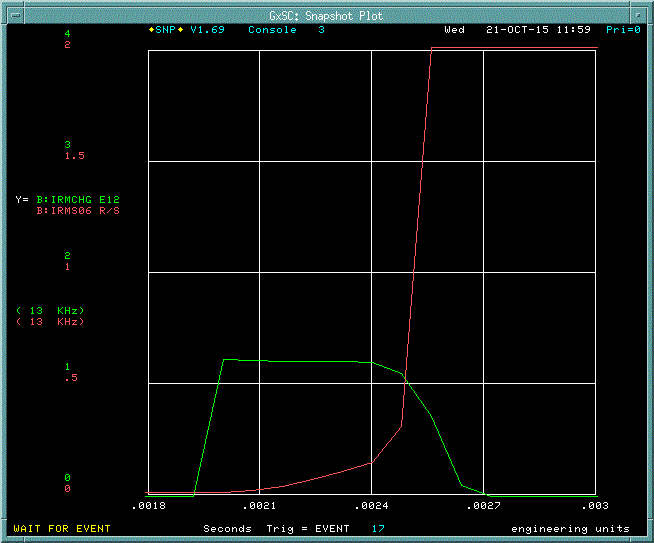 GxSC: Snapshot Plot
◆SNP◆ V1.69 Console 3 Wed 21-OCT-15 11:59 Pri=0
4
2
3
1.5
Y= B:IRMCHG E12
B:IRMS06 R/S
2
1
( 13 KHz)
( 13 KHz)
1
.5
0
0
.0018 .0021 .0024 .0027 .003
WAIT FOR EVENT Seconds Trig = EVENT 17 engineering units